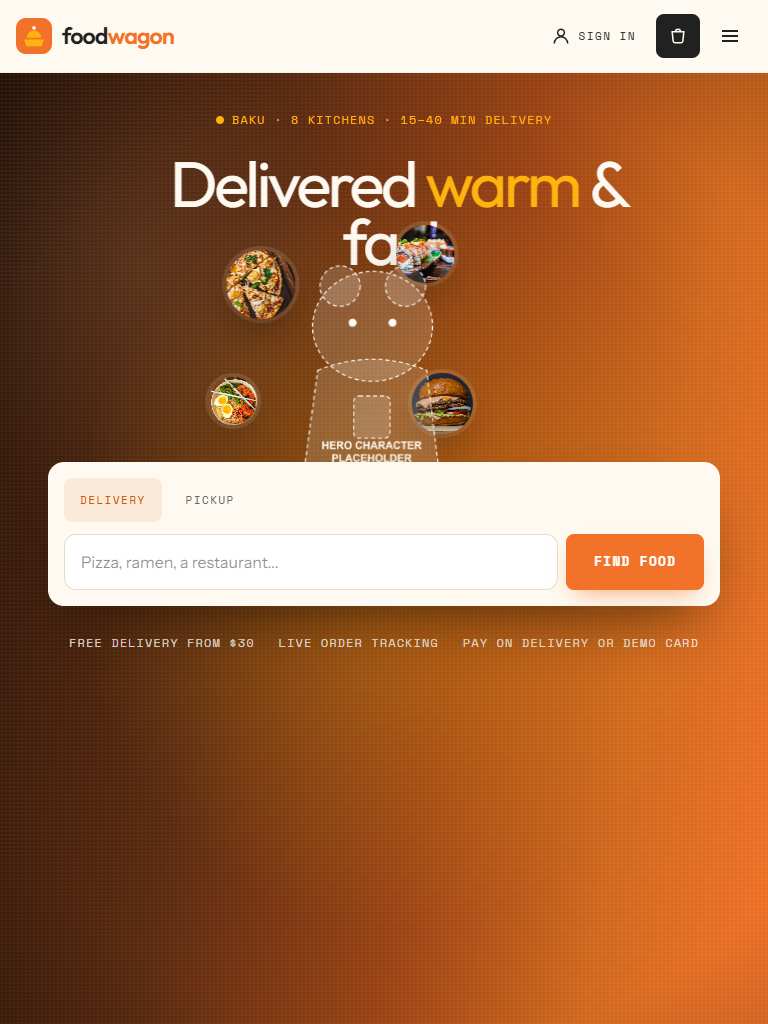 foodwagon
SIGN IN
BAKU · 8 KITCHENS · 15–40 MIN DELIVERY
Delivered warm &
HERO CHARACTER
PLACEHOLDER
DELIVERY
PICKUP
Pizza, ramen, a restaurant...
FIND FOOD
FREE DELIVERY FROM $30
LIVE ORDER TRACKING
PAY ON DELIVERY OR DEMO CARD